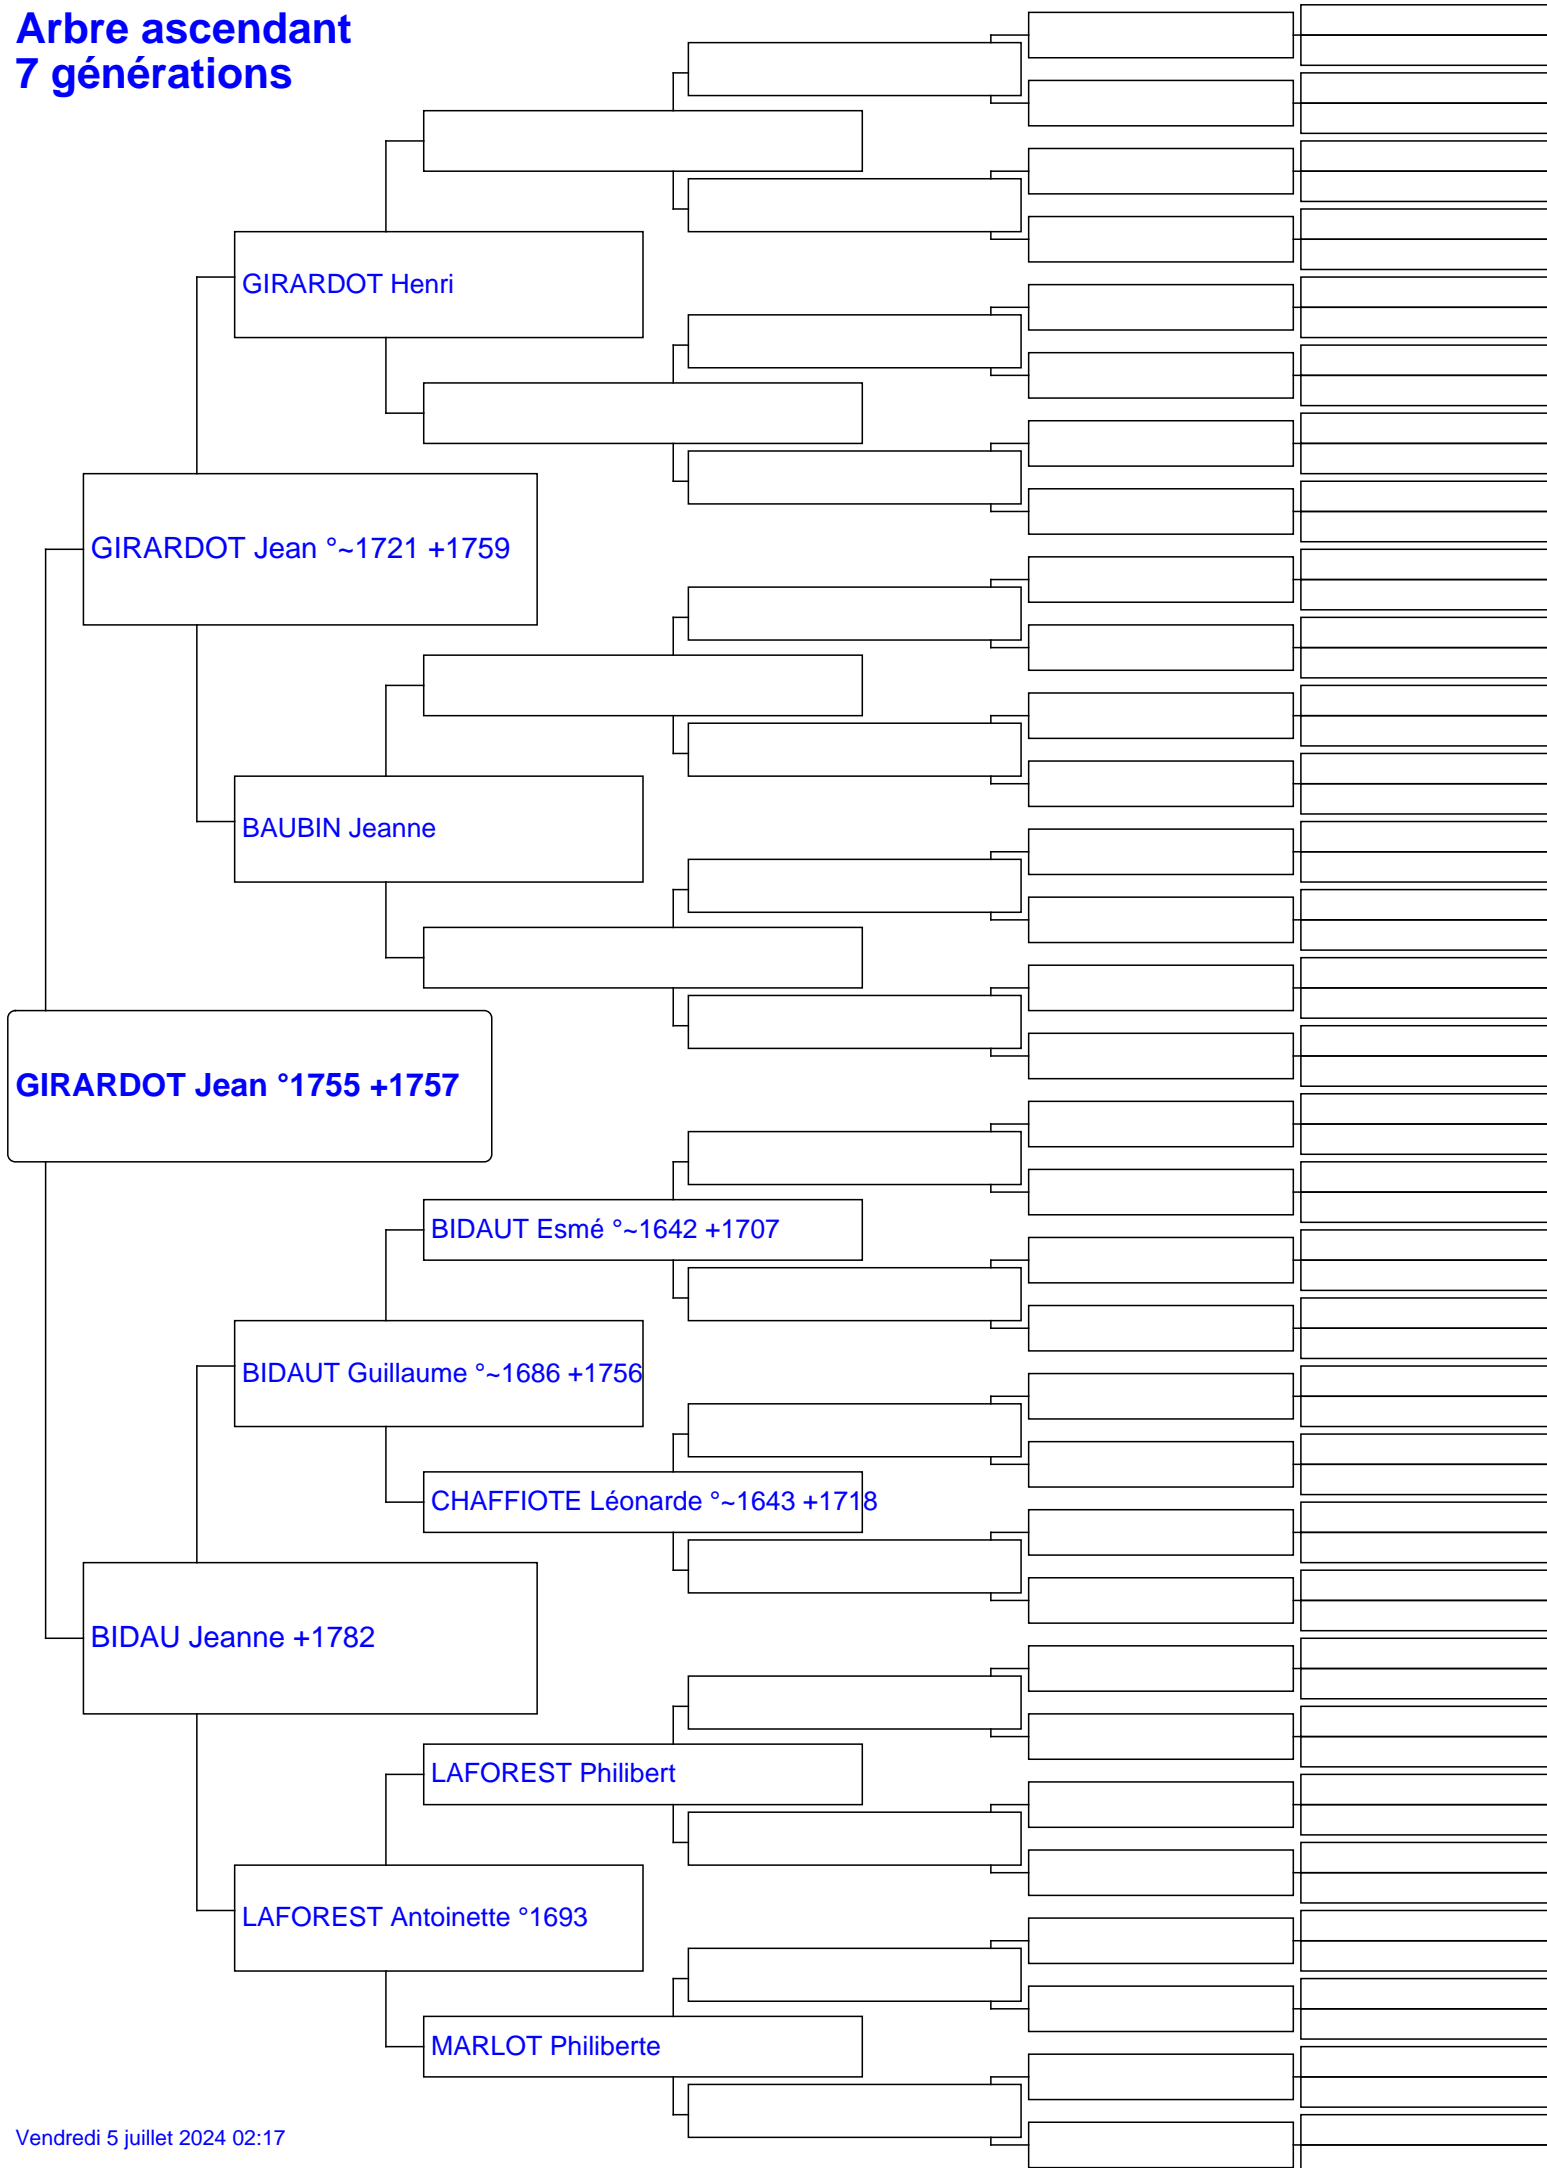 Arbre ascendant
7 générations
GIRARDOT Henri
GIRARDOT Jean °~1721 +1759
BAUBIN Jeanne
GIRARDOT Jean °1755 +1757
BIDAUT Esmé °~1642 +1707
BIDAUT Guillaume °~1686 +1756
CHAFFIOTE Léonarde °~1643 +1718
BIDAU Jeanne +1782
LAFOREST Philibert
LAFOREST Antoinette °1693
MARLOT Philiberte
Vendredi 5 juillet 2024 02:17